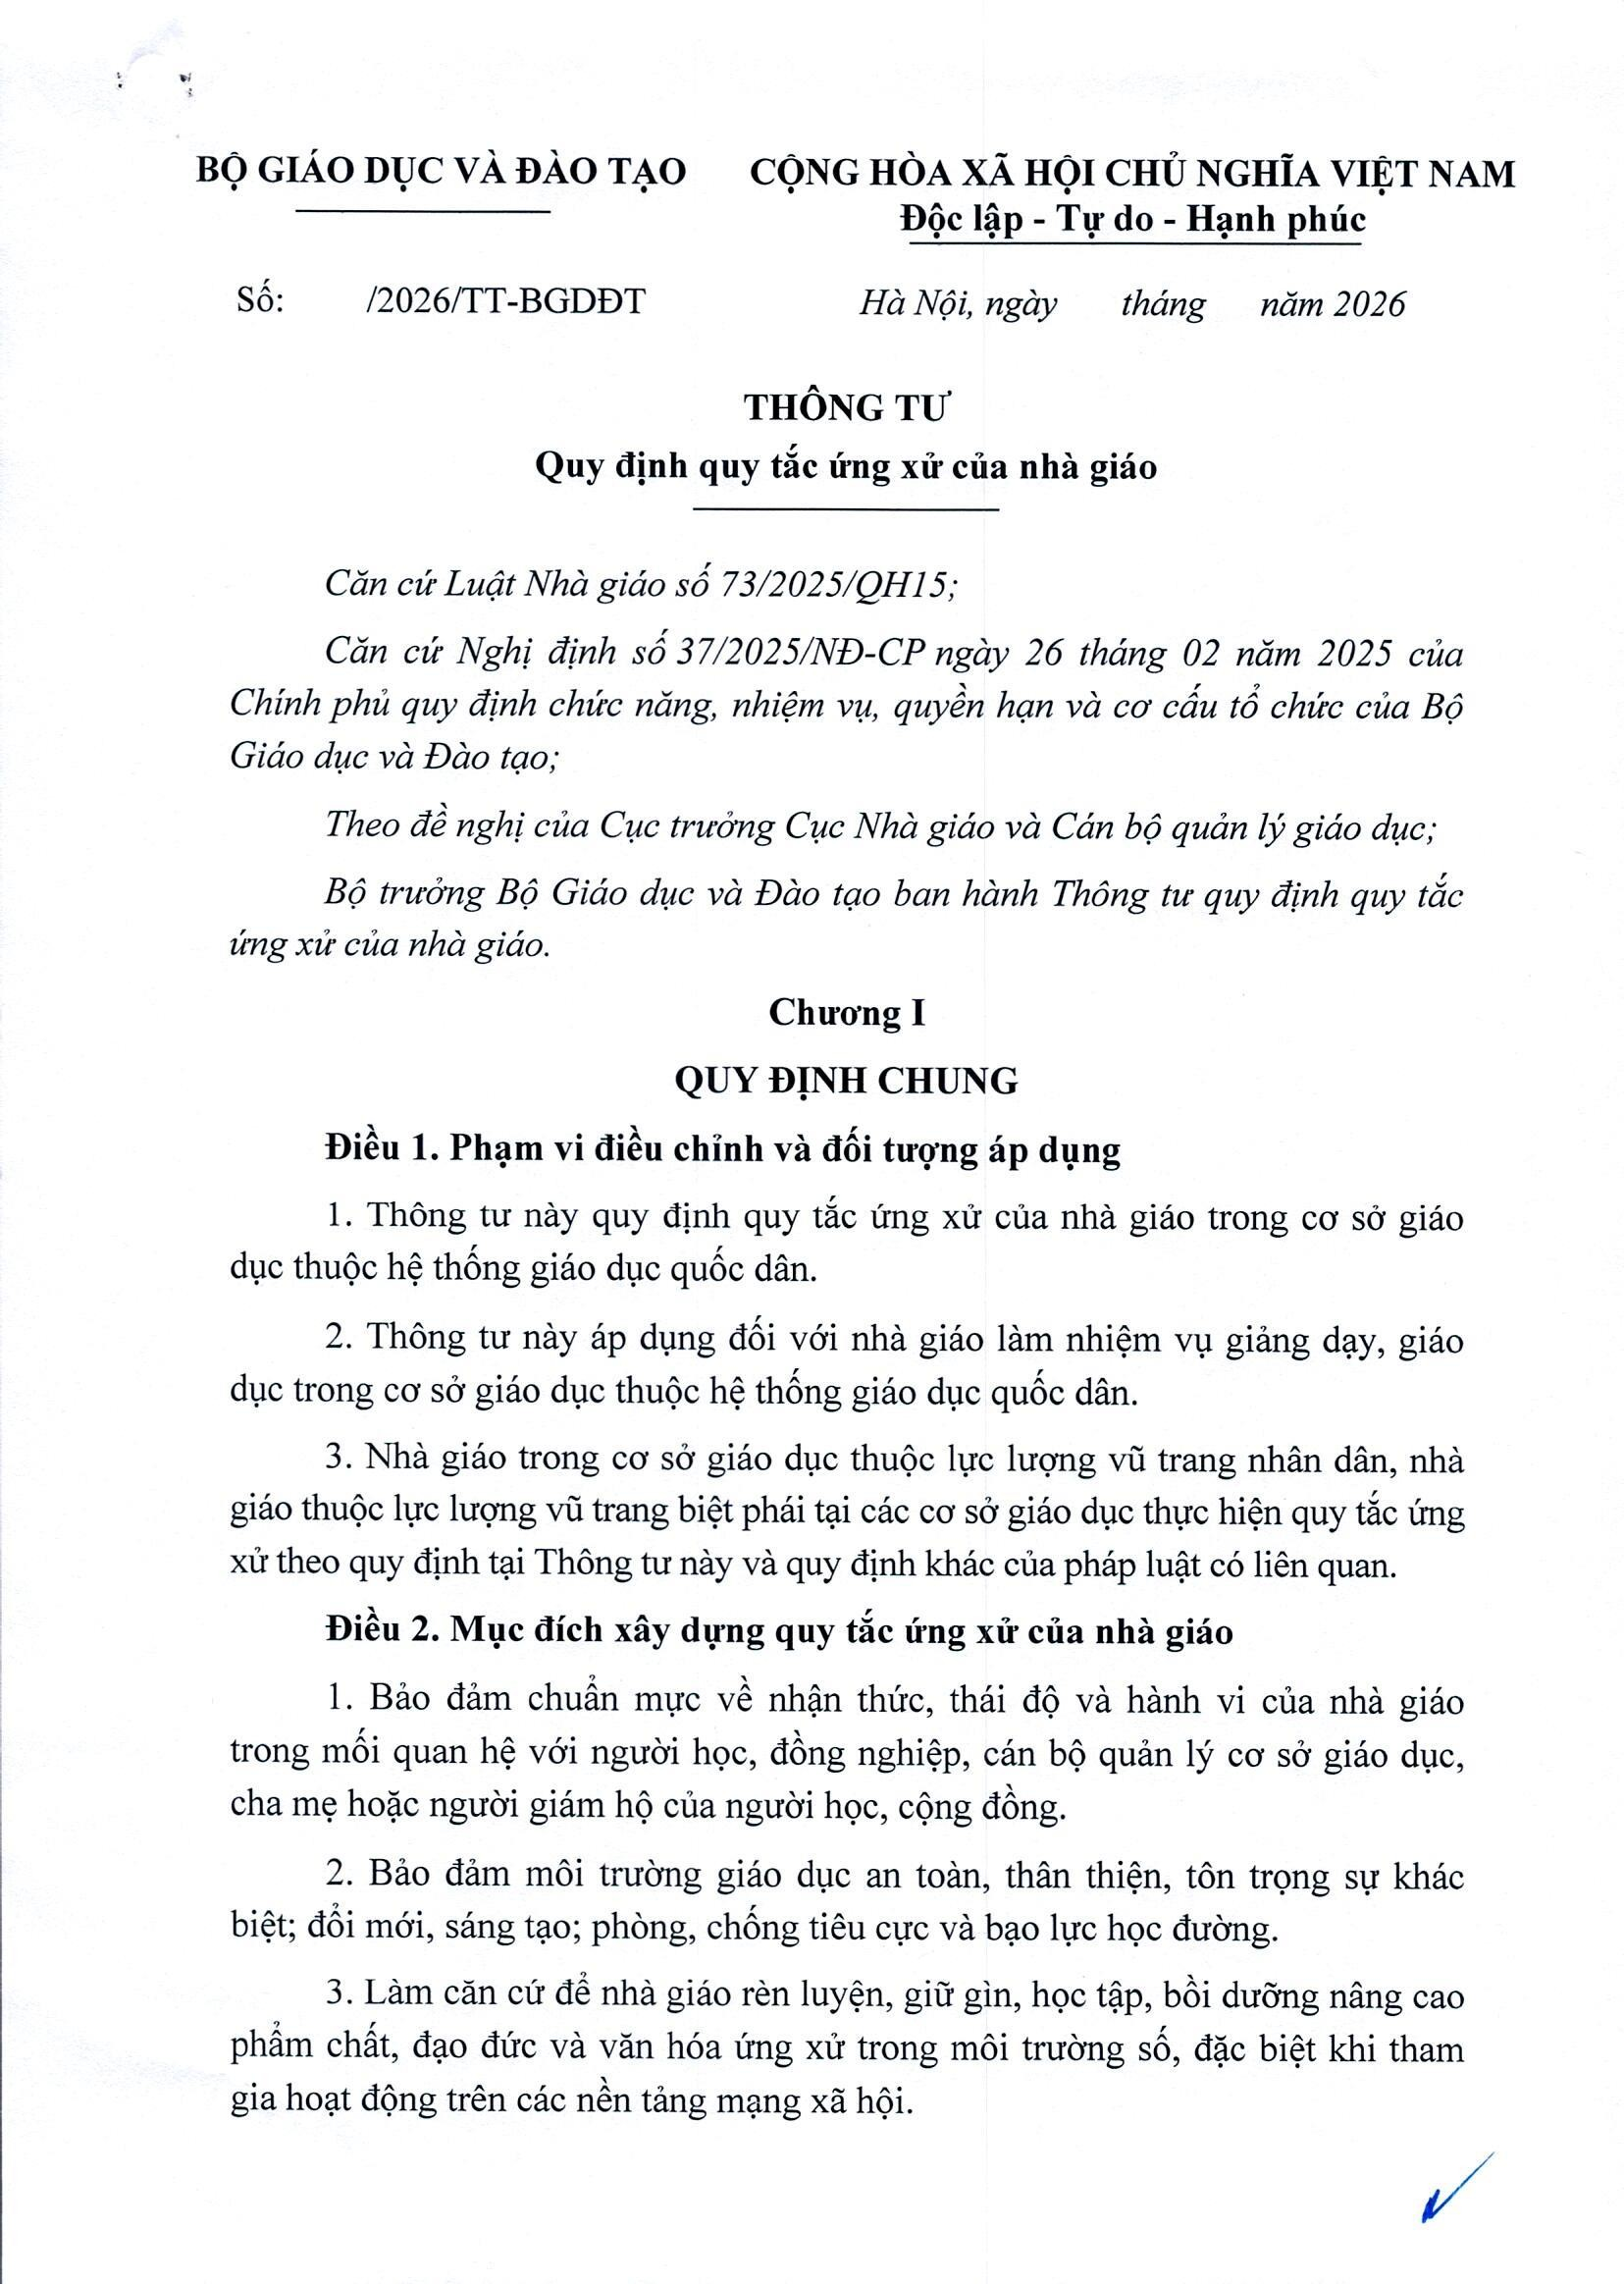 BỘ GIÁO DỤC VÀ ĐÀO TẠO
CỘNG HÒA XÃ HỘI CHỦ NGHĨA VIỆT NAM
Độc lập - Tự do - Hạnh phúc
Số: /2026/TT-BGDĐT
Hà Nội, ngày tháng năm 2026
THÔNG TƯ
Quy định quy tắc ứng xử của nhà giáo
Căn cứ Luật Nhà giáo số 73/2025/QH15;
Căn cứ Nghị định số 37/2025/NĐ-CP ngày 26 tháng 02 năm 2025 của
Chính phủ quy định chức năng, nhiệm vụ, quyền hạn và cơ cấu tổ chức của Bộ
Giáo dục và Đào tạo;
Theo đề nghị của Cục trưởng Cục Nhà giáo và Cán bộ quản lý giáo dục;
Bộ trưởng Bộ Giáo dục và Đào tạo ban hành Thông tư quy định quy tắc
ứng xử của nhà giáo.
Chương I
QUY ĐỊNH CHUNG
Điều 1. Phạm vi điều chỉnh và đối tượng áp dụng
1. Thông tư này quy định quy tắc ứng xử của nhà giáo trong cơ sở giáo
dục thuộc hệ thống giáo dục quốc dân.
2. Thông tư này áp dụng đối với nhà giáo làm nhiệm vụ giảng dạy, giáo
dục trong cơ sở giáo dục thuộc hệ thống giáo dục quốc dân.
3. Nhà giáo trong cơ sở giáo dục thuộc lực lượng vũ trang nhân dân, nhà
giáo thuộc lực lượng vũ trang biệt phái tại các cơ sở giáo dục thực hiện quy tắc ứng
xử theo quy định tại Thông tư này và quy định khác của pháp luật có liên quan.
Điều 2. Mục đích xây dựng quy tắc ứng xử của nhà giáo
1. Bảo đảm chuẩn mực về nhận thức, thái độ và hành vi của nhà giáo
trong mối quan hệ với người học, đồng nghiệp, cán bộ quản lý cơ sở giáo dục,
cha mẹ hoặc người giám hộ của người học, cộng đồng.
2. Bảo đảm môi trường giáo dục an toàn, thân thiện, tôn trọng sự khác
biệt; đổi mới, sáng tạo; phòng, chống tiêu cực và bạo lực học đường.
3. Làm căn cứ để nhà giáo rèn luyện, giữ gìn, học tập, bồi dưỡng nâng cao
phẩm chất, đạo đức và văn hóa ứng xử trong môi trường số, đặc biệt khi tham
gia hoạt động trên các nền tảng mạng xã hội.